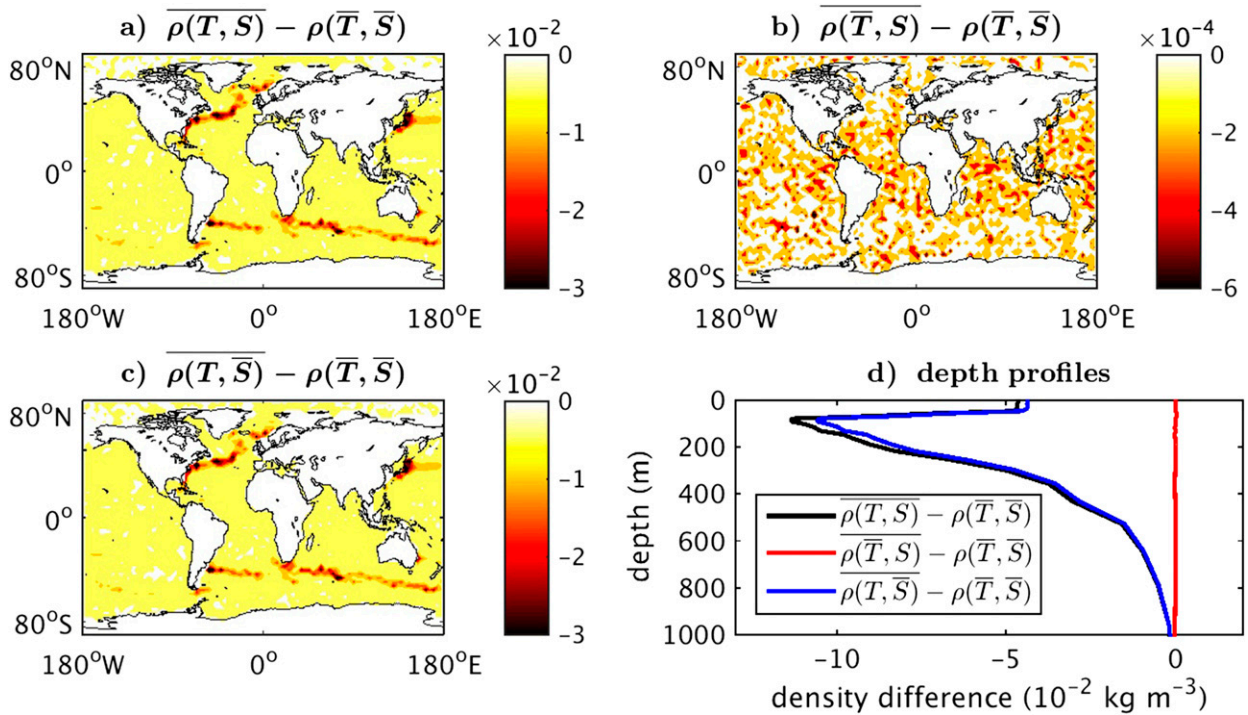 a) ρ(T, S)‾ − ρ(T̅, S̅)
×10⁻²
80°N
0°
80°S
180°W 0° 180°E
0
−1
−2
−3
b) ρ(T̅, S)‾ − ρ(T̅, S̅)
×10⁻⁴
80°N
0°
80°S
180°W 0° 180°E
0
−2
−4
−6
c) ρ(T, S̅)‾ − ρ(T̅, S̅)
×10⁻²
80°N
0°
80°S
180°W 0° 180°E
0
−1
−2
−3
d) depth profiles
depth (m)
0
200
400
600
800
1000
ρ(T, S)‾ − ρ(T̅, S̅)
ρ(T̅, S)‾ − ρ(T̅, S̅)
ρ(T, S̅)‾ − ρ(T̅, S̅)
−10 −5 0
density difference (10⁻² kg m⁻³)